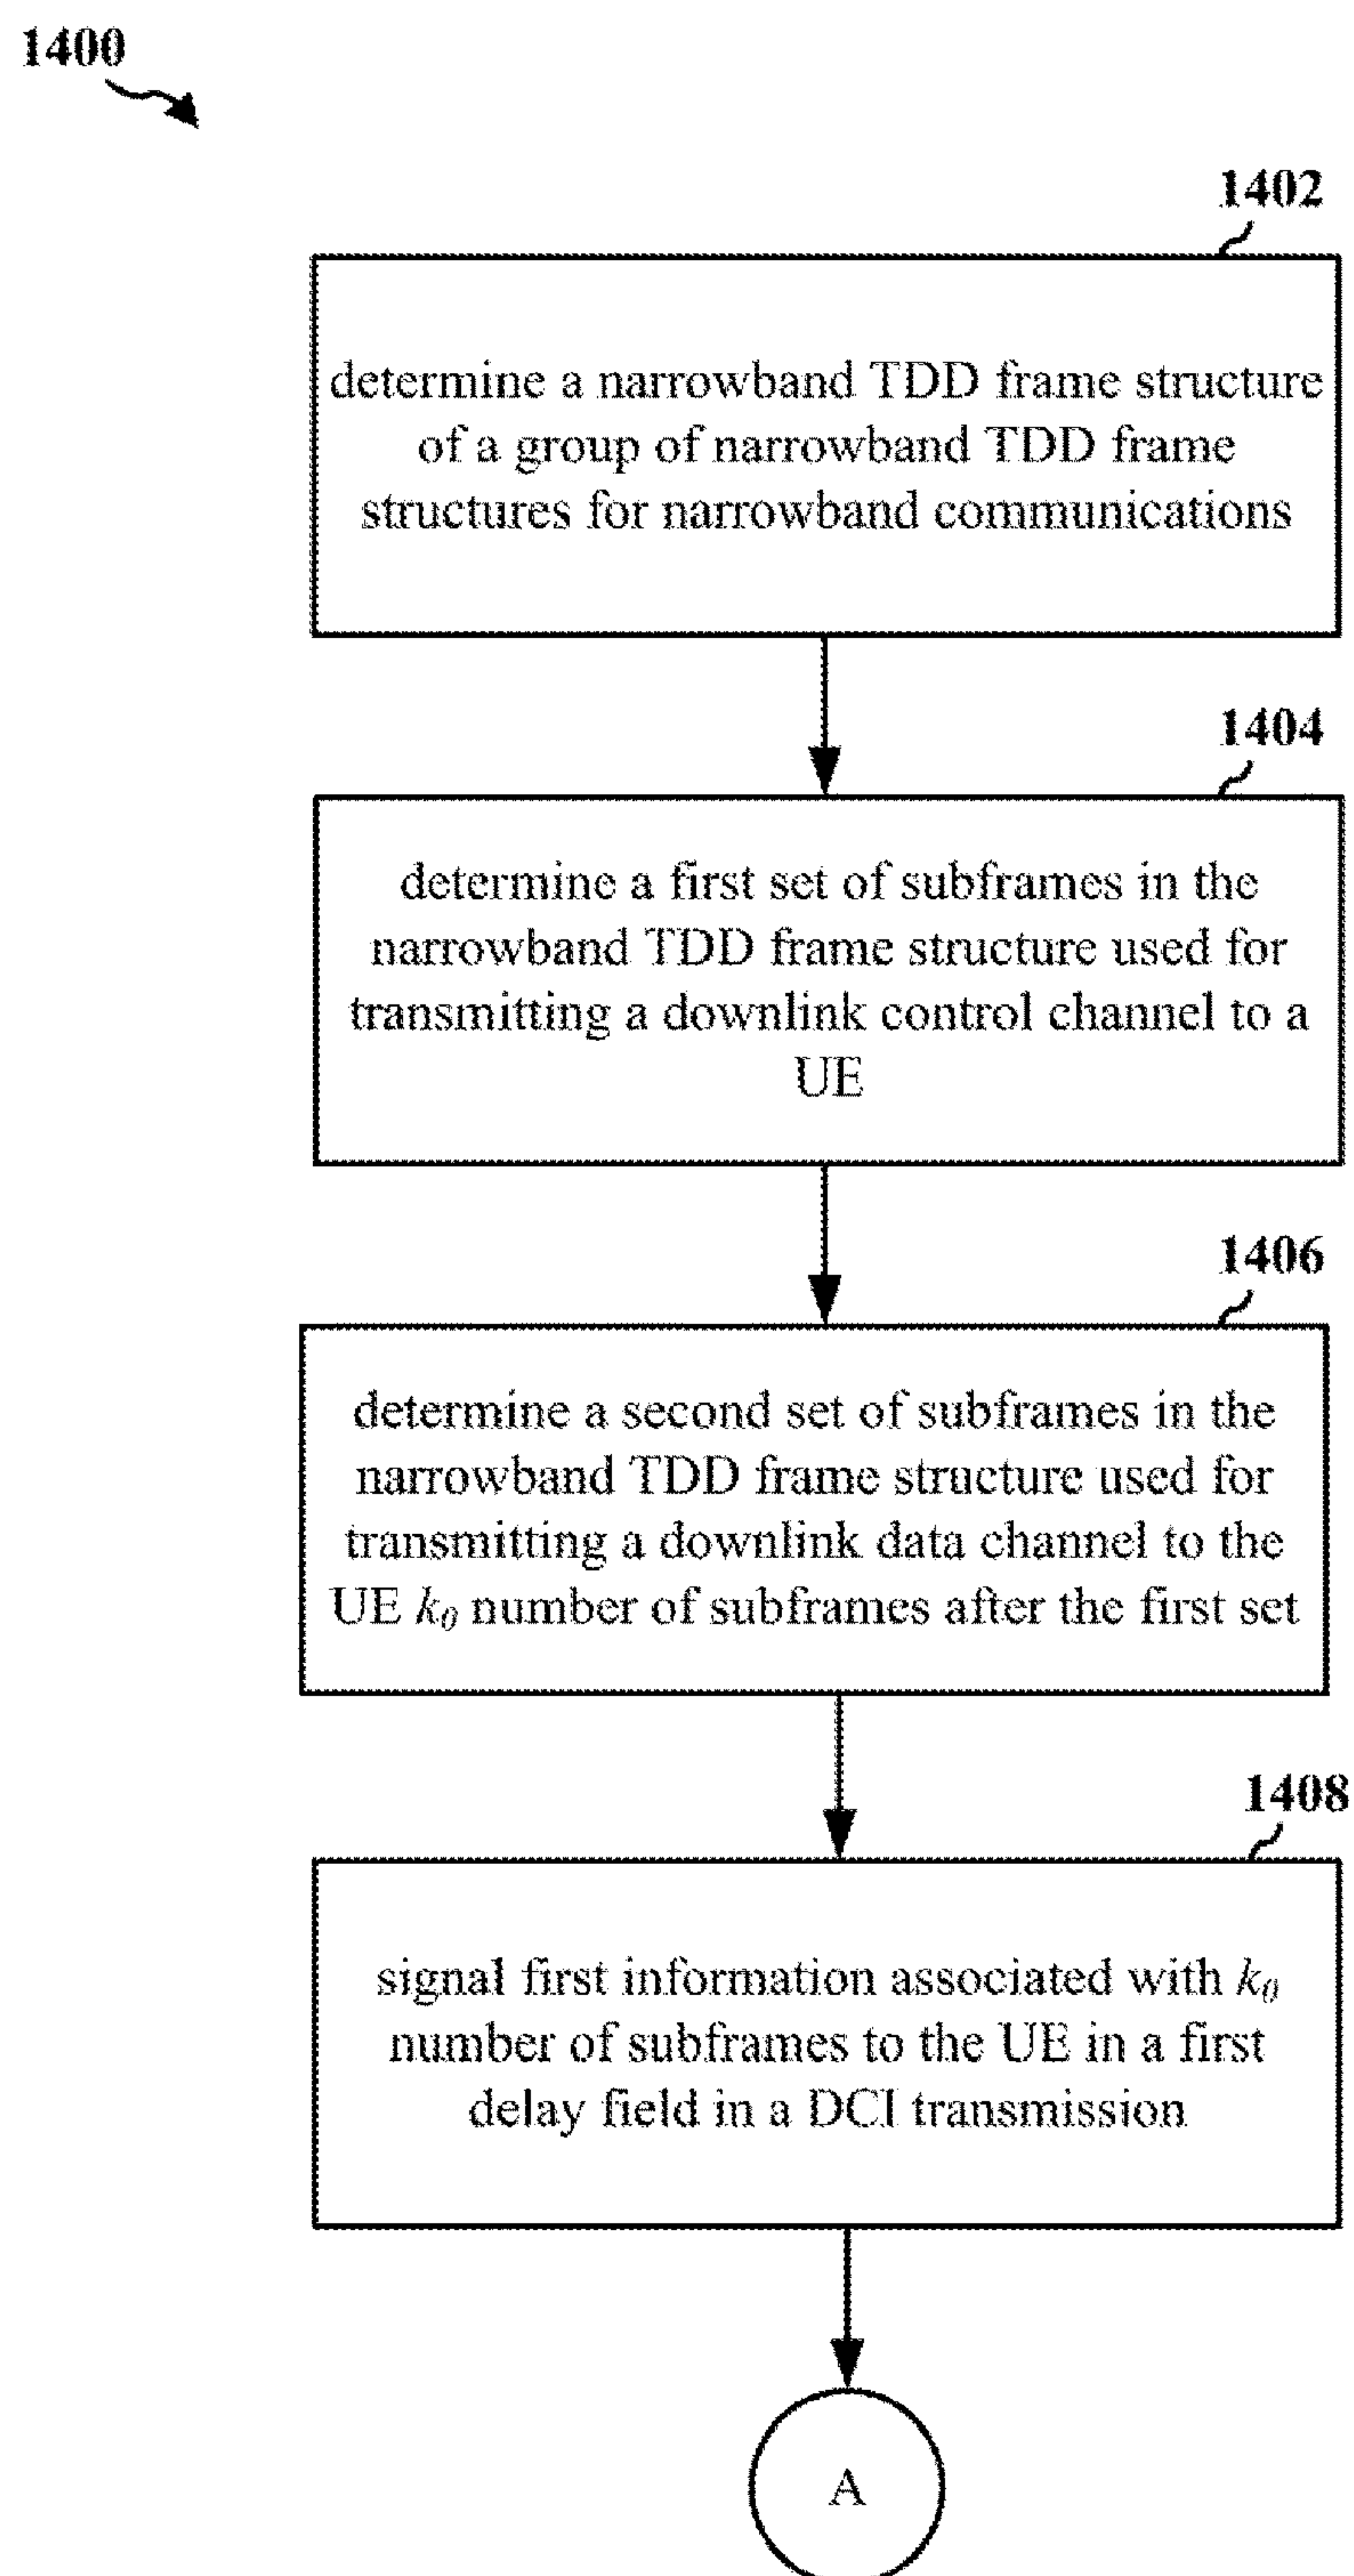 1400
1402
determine a narrowband TDD frame structure
of a group of narrowband TDD frame
structures for narrowband communications
1404
determine a first set of subframes in the
narrowband TDD frame structure used for
transmitting a downlink control channel to a
UE
1406
determine a second set of subframes in the
narrowband TDD frame structure used for
transmitting a downlink data channel to the
UE k₀ number of subframes after the first set
1408
signal first information associated with k₀
number of subframes to the UE in a first
delay field in a DCI transmission
A